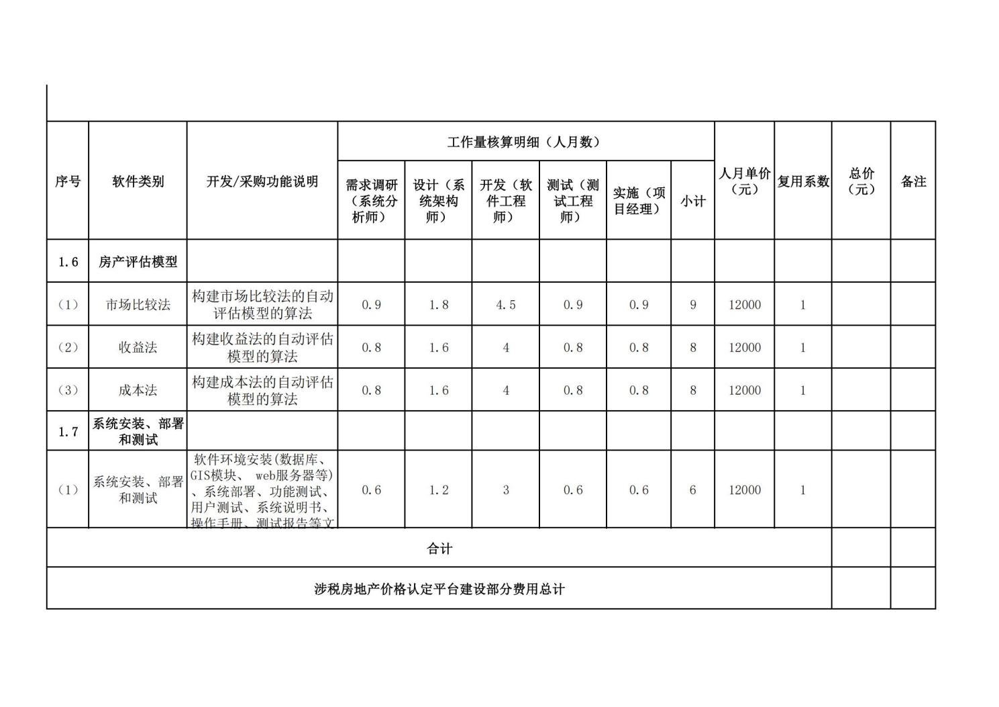 工作量核算明细（人月数）
序号 软件类别 开发/采购功能说明 人月单价（元） 复用系数 总价（元） 备注
需求调研（系统分析师） 设计（系统架构师） 开发（软件工程师） 测试（测试工程师） 实施（项目经理） 小计
1.6 房产评估模型
（1） 市场比较法 构建市场比较法的自动评估模型的算法 0.9 1.8 4.5 0.9 0.9 9 12000 1
（2） 收益法 构建收益法的自动评估模型的算法 0.8 1.6 4 0.8 0.8 8 12000 1
（3） 成本法 构建成本法的自动评估模型的算法 0.8 1.6 4 0.8 0.8 8 12000 1
1.7 系统安装、部署和测试
（1） 系统安装、部署和测试 软件环境安装(数据库、GIS模块、 web服务器等)、系统部署、功能测试、用户测试、系统说明书、操作手册、测试报告等文 0.6 1.2 3 0.6 0.6 6 12000 1
合计
涉税房地产价格认定平台建设部分费用总计